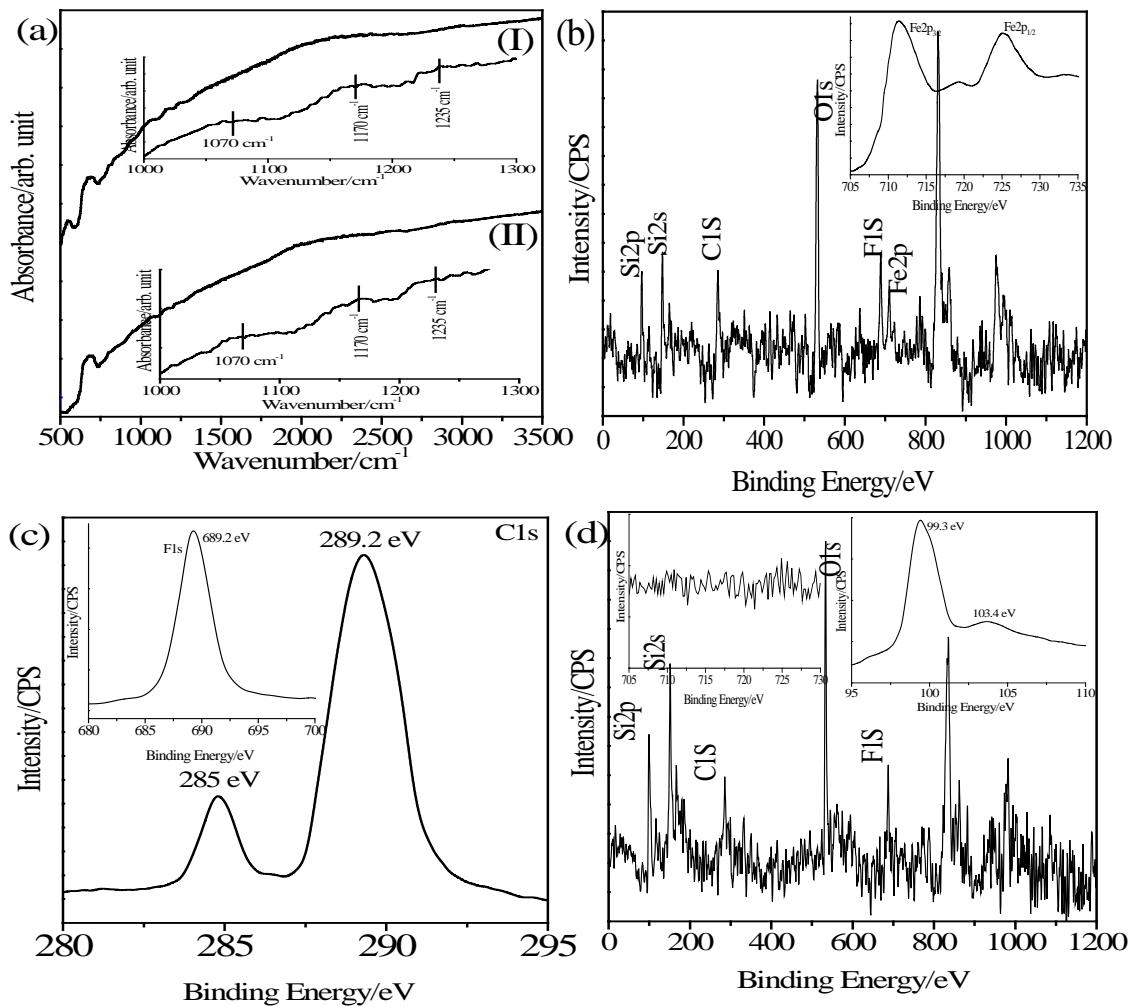 (a)
(I)
Absorbance/arb. unit
Absorbance/arb. unit
1070 cm-1
1170 cm-1
1235 cm-1
1000 1100 1200 1300
Wavenumber/cm-1
(II)
Absorbance/arb. unit
1070 cm-1
1170 cm-1
1235 cm-1
1000 1100 1200 1300
Wavenumber/cm-1
500 1000 1500 2000 2500 3000 3500
Wavenumber/cm-1
(b)
Intensity/CPS
Si2p
Si2s
C1S
O1s
F1S
Fe2p
Intensity/CPS
Fe2p3/2
Fe2p1/2
705 711 717 723 730 735
Binding Energy/eV
0 200 400 600 800 1000 1200
Binding Energy/eV
(c)
C1s
Intensity/CPS
285 eV
289.2 eV
Intensity/CPS
F1s
689.2 eV
680 685 690 695 700
Binding Energy/eV
280 285 290 295
Binding Energy/eV
(d)
Intensity/CPS
Si2p
Si2s
C1S
O1s
F1S
Intensity/CPS
705 710 715 720 725 730
Binding Energy/eV
Intensity/CPS
99.3 eV
103.4 eV
95 100 105 110
Binding Energy/eV
0 200 400 600 800 1000 1200
Binding Energy/eV